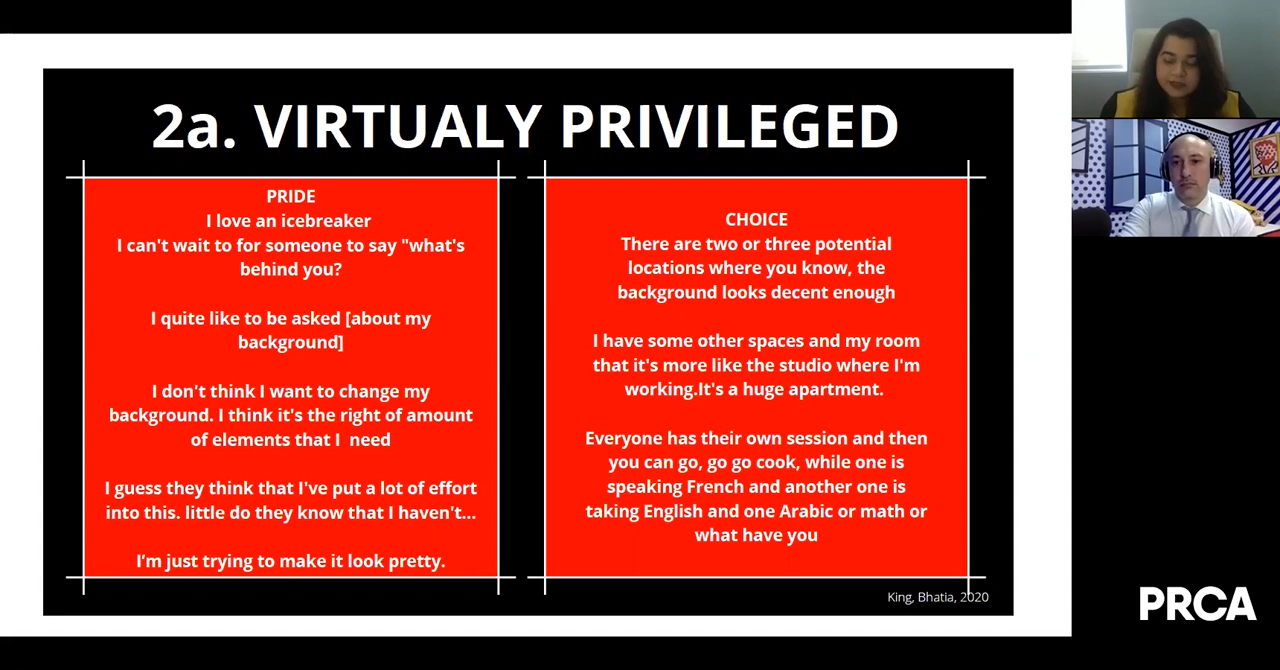 2a. VIRTUALY PRIVILEGED
PRIDE
I love an icebreaker
I can't wait to for someone to say "what's
behind you?
I quite like to be asked [about my
background]
I don't think I want to change my
background. I think it's the right of amount
of elements that I need
I guess they think that I've put a lot of effort
into this. little do they know that I haven't...
I'm just trying to make it look pretty.
CHOICE
There are two or three potential
locations where you know, the
background looks decent enough
I have some other spaces and my room
that it's more like the studio where I'm
working.It's a huge apartment.
Everyone has their own session and then
you can go, go go cook, while one is
speaking French and another one is
taking English and one Arabic or math or
what have you
King, Bhatia, 2020
PRCA